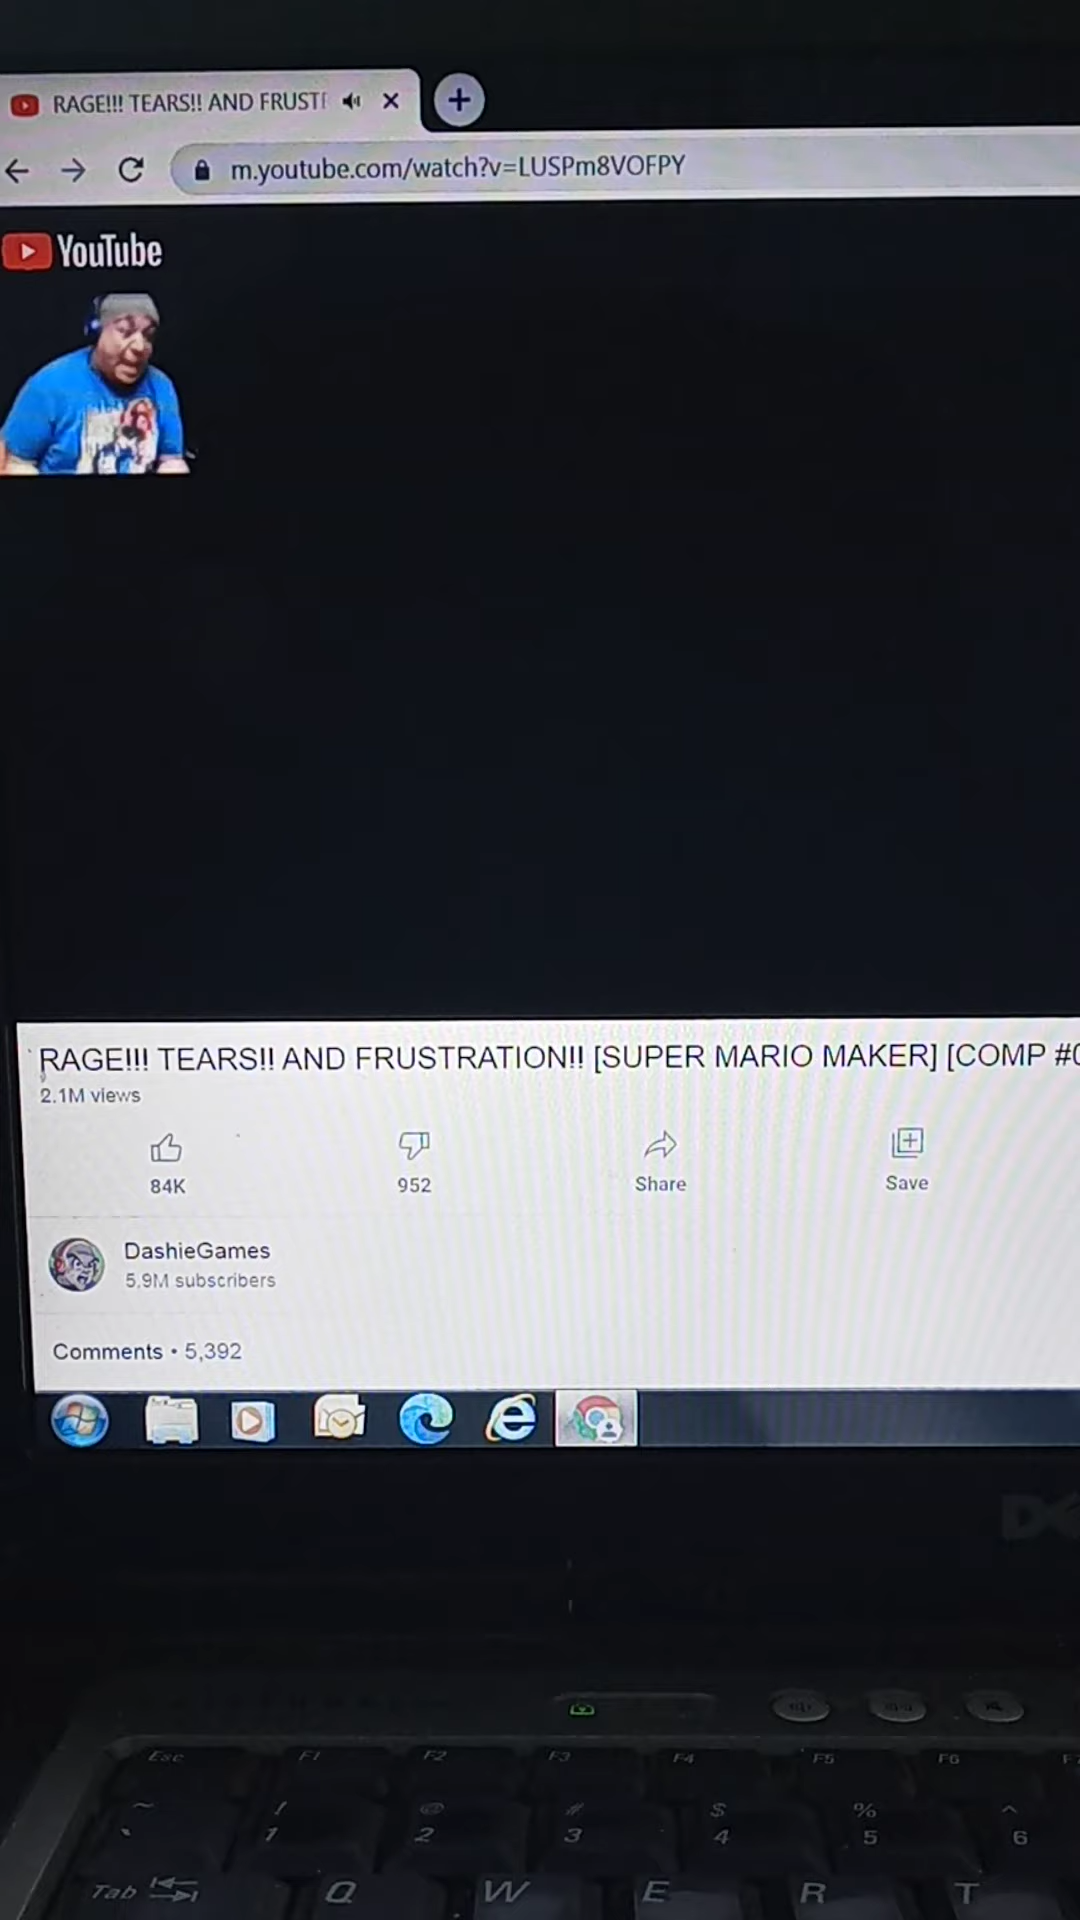 RAGE!!! TEARS!! AND FRUST
m.youtube.com/watch?v=LUSPm8VOFPY
YouTube
RAGE!!! TEARS!! AND FRUSTRATION!! [SUPER MARIO MAKER] [COMP #0
2.1M views
84K
952
Share
Save
DashieGames
5.9M subscribers
Comments • 5,392
Esc F1 F2 F3 F4 F5 F6
~ ! @ # $ % ^
` 1 2 3 4 5 6
Tab Q W E R T